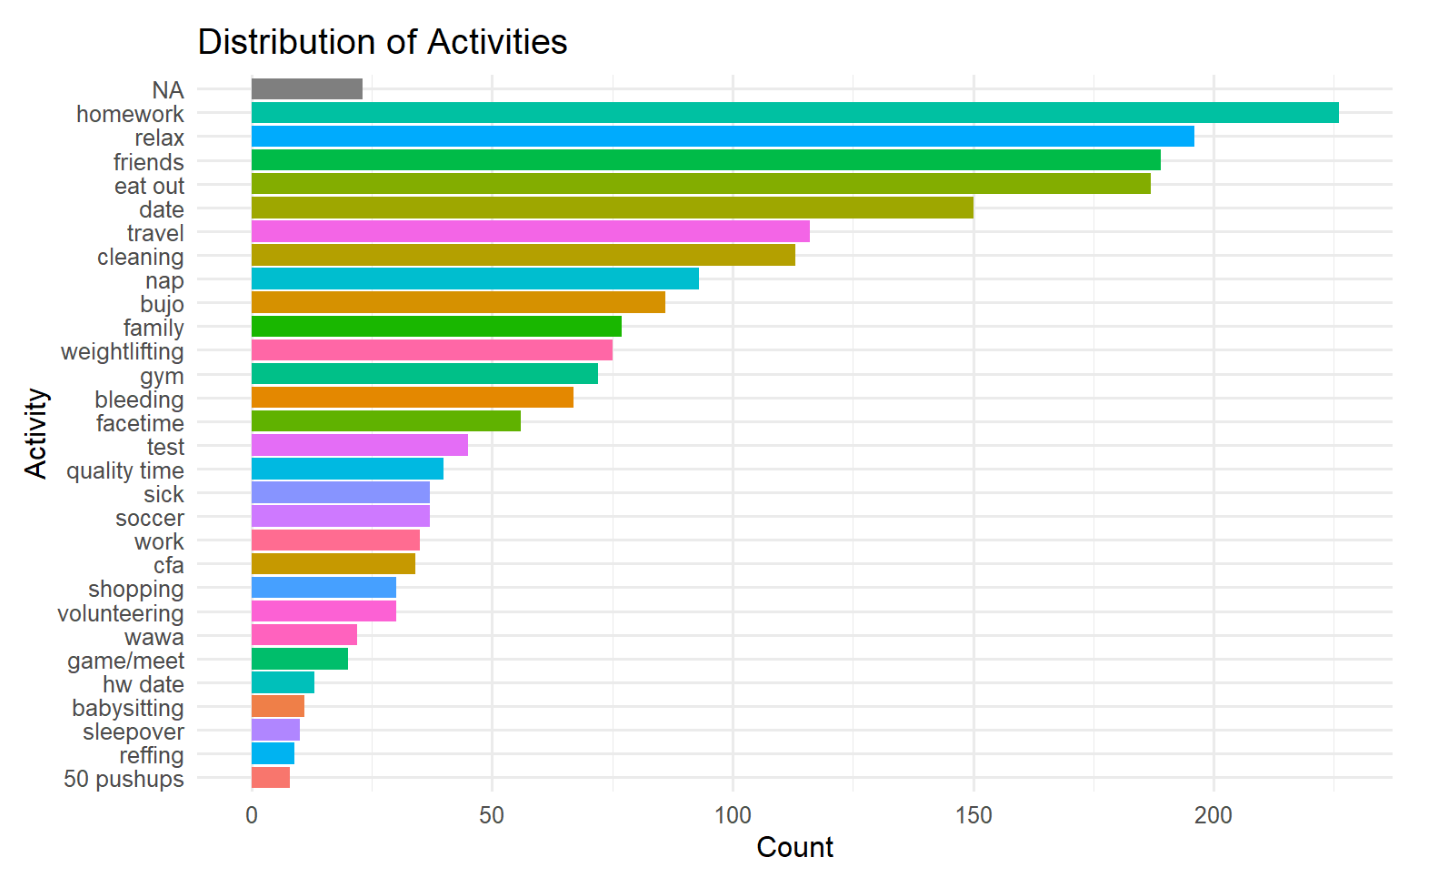 Distribution of Activities
NA
homework
relax
friends
eat out
date
travel
cleaning
nap
bujo
family
weightlifting
gym
bleeding
facetime
test
quality time
sick
soccer
work
cfa
shopping
volunteering
wawa
game/meet
hw date
babysitting
sleepover
reffing
50 pushups
Activity
0 50 100 150 200
Count